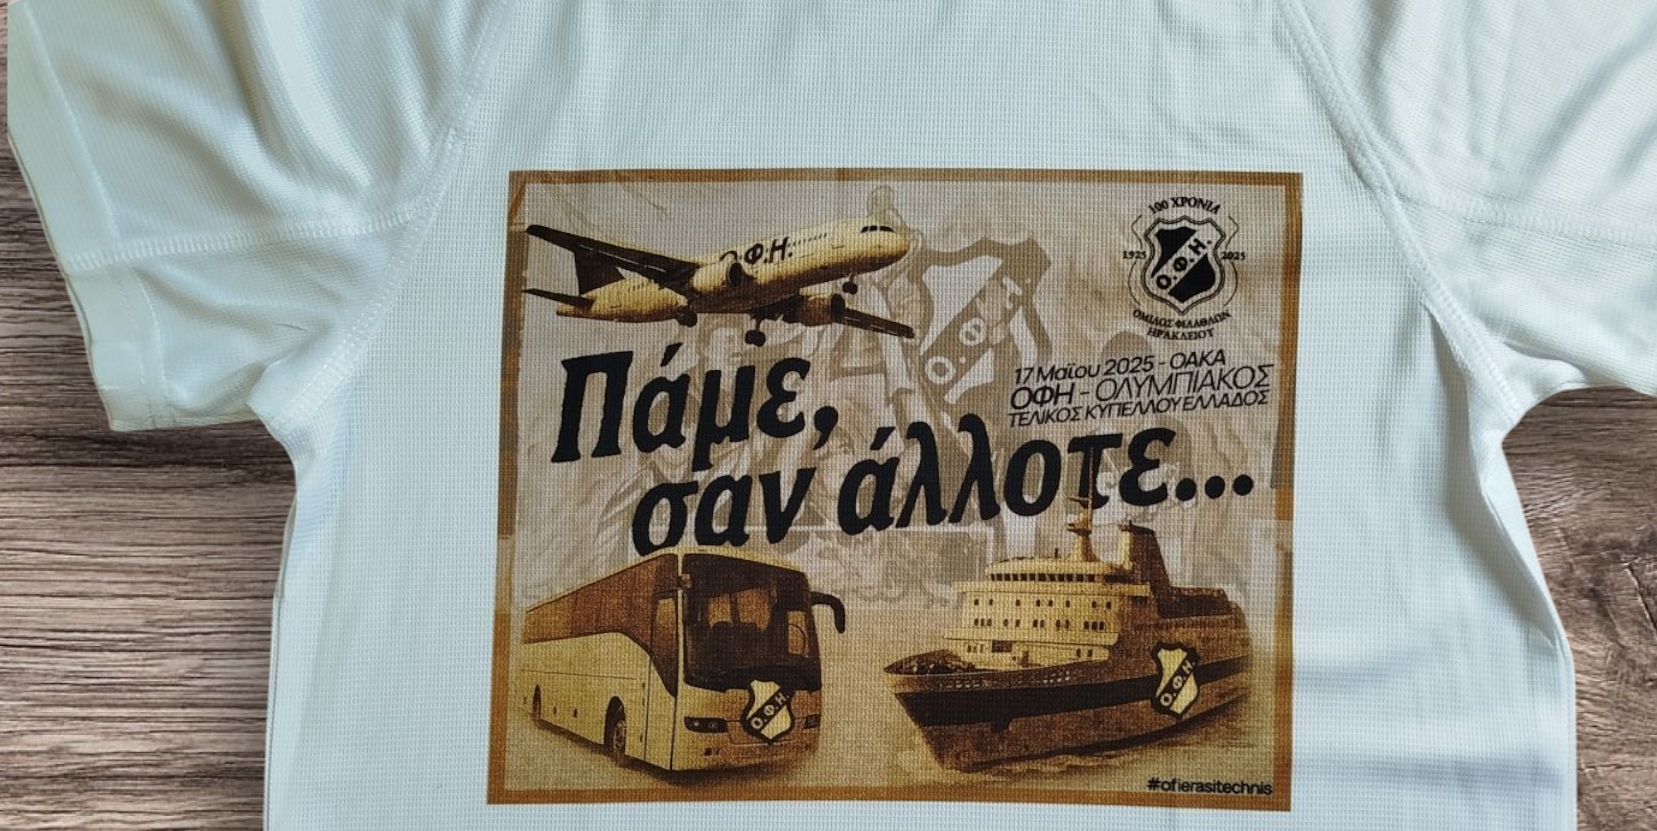 Ο.Φ.Η.
100 ΧΡΟΝΙΑ
1925 2025
Ο.Φ.Η.
ΟΜΙΛΟΣ ΦΙΛΑΘΛΩΝ
ΗΡΑΚΛΕΙΟΥ
Ο.Φ.Η.
17 Μαΐου 2025 - ΟΑΚΑ
ΟΦΗ - ΟΛΥΜΠΙΑΚΟΣ
ΤΕΛΙΚΟΣ ΚΥΠΕΛΛΟΥ ΕΛΛΑΔΟΣ
Πάμε,
σαν άλλοτε...
Ο.Φ.Η.
Ο.Φ.Η.
#ofierasitechnis